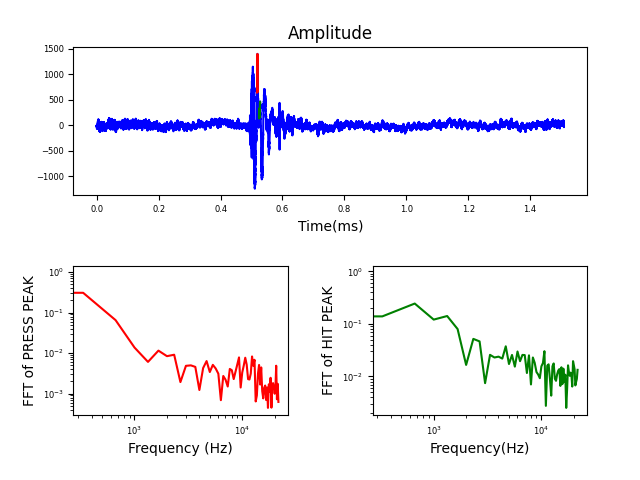 Amplitude
1500
1000
500
0
−500
−1000
0.0 0.2 0.4 0.6 0.8 1.0 1.2 1.4
Time(ms)
FFT of PRESS PEAK
10⁰
10⁻¹
10⁻²
10⁻³
10³ 10⁴
Frequency (Hz)
FFT of HIT PEAK
10⁰
10⁻¹
10⁻²
10³ 10⁴
Frequency(Hz)